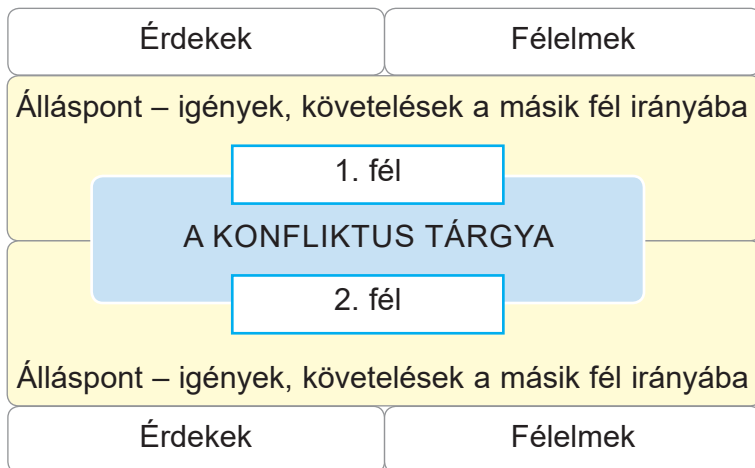 Érdekek
Félelmek
Álláspont – igények, követelések a másik fél irányába
1. fél
A KONFLIKTUS TÁRGYA
2. fél
Álláspont – igények, követelések a másik fél irányába
Érdekek
Félelmek